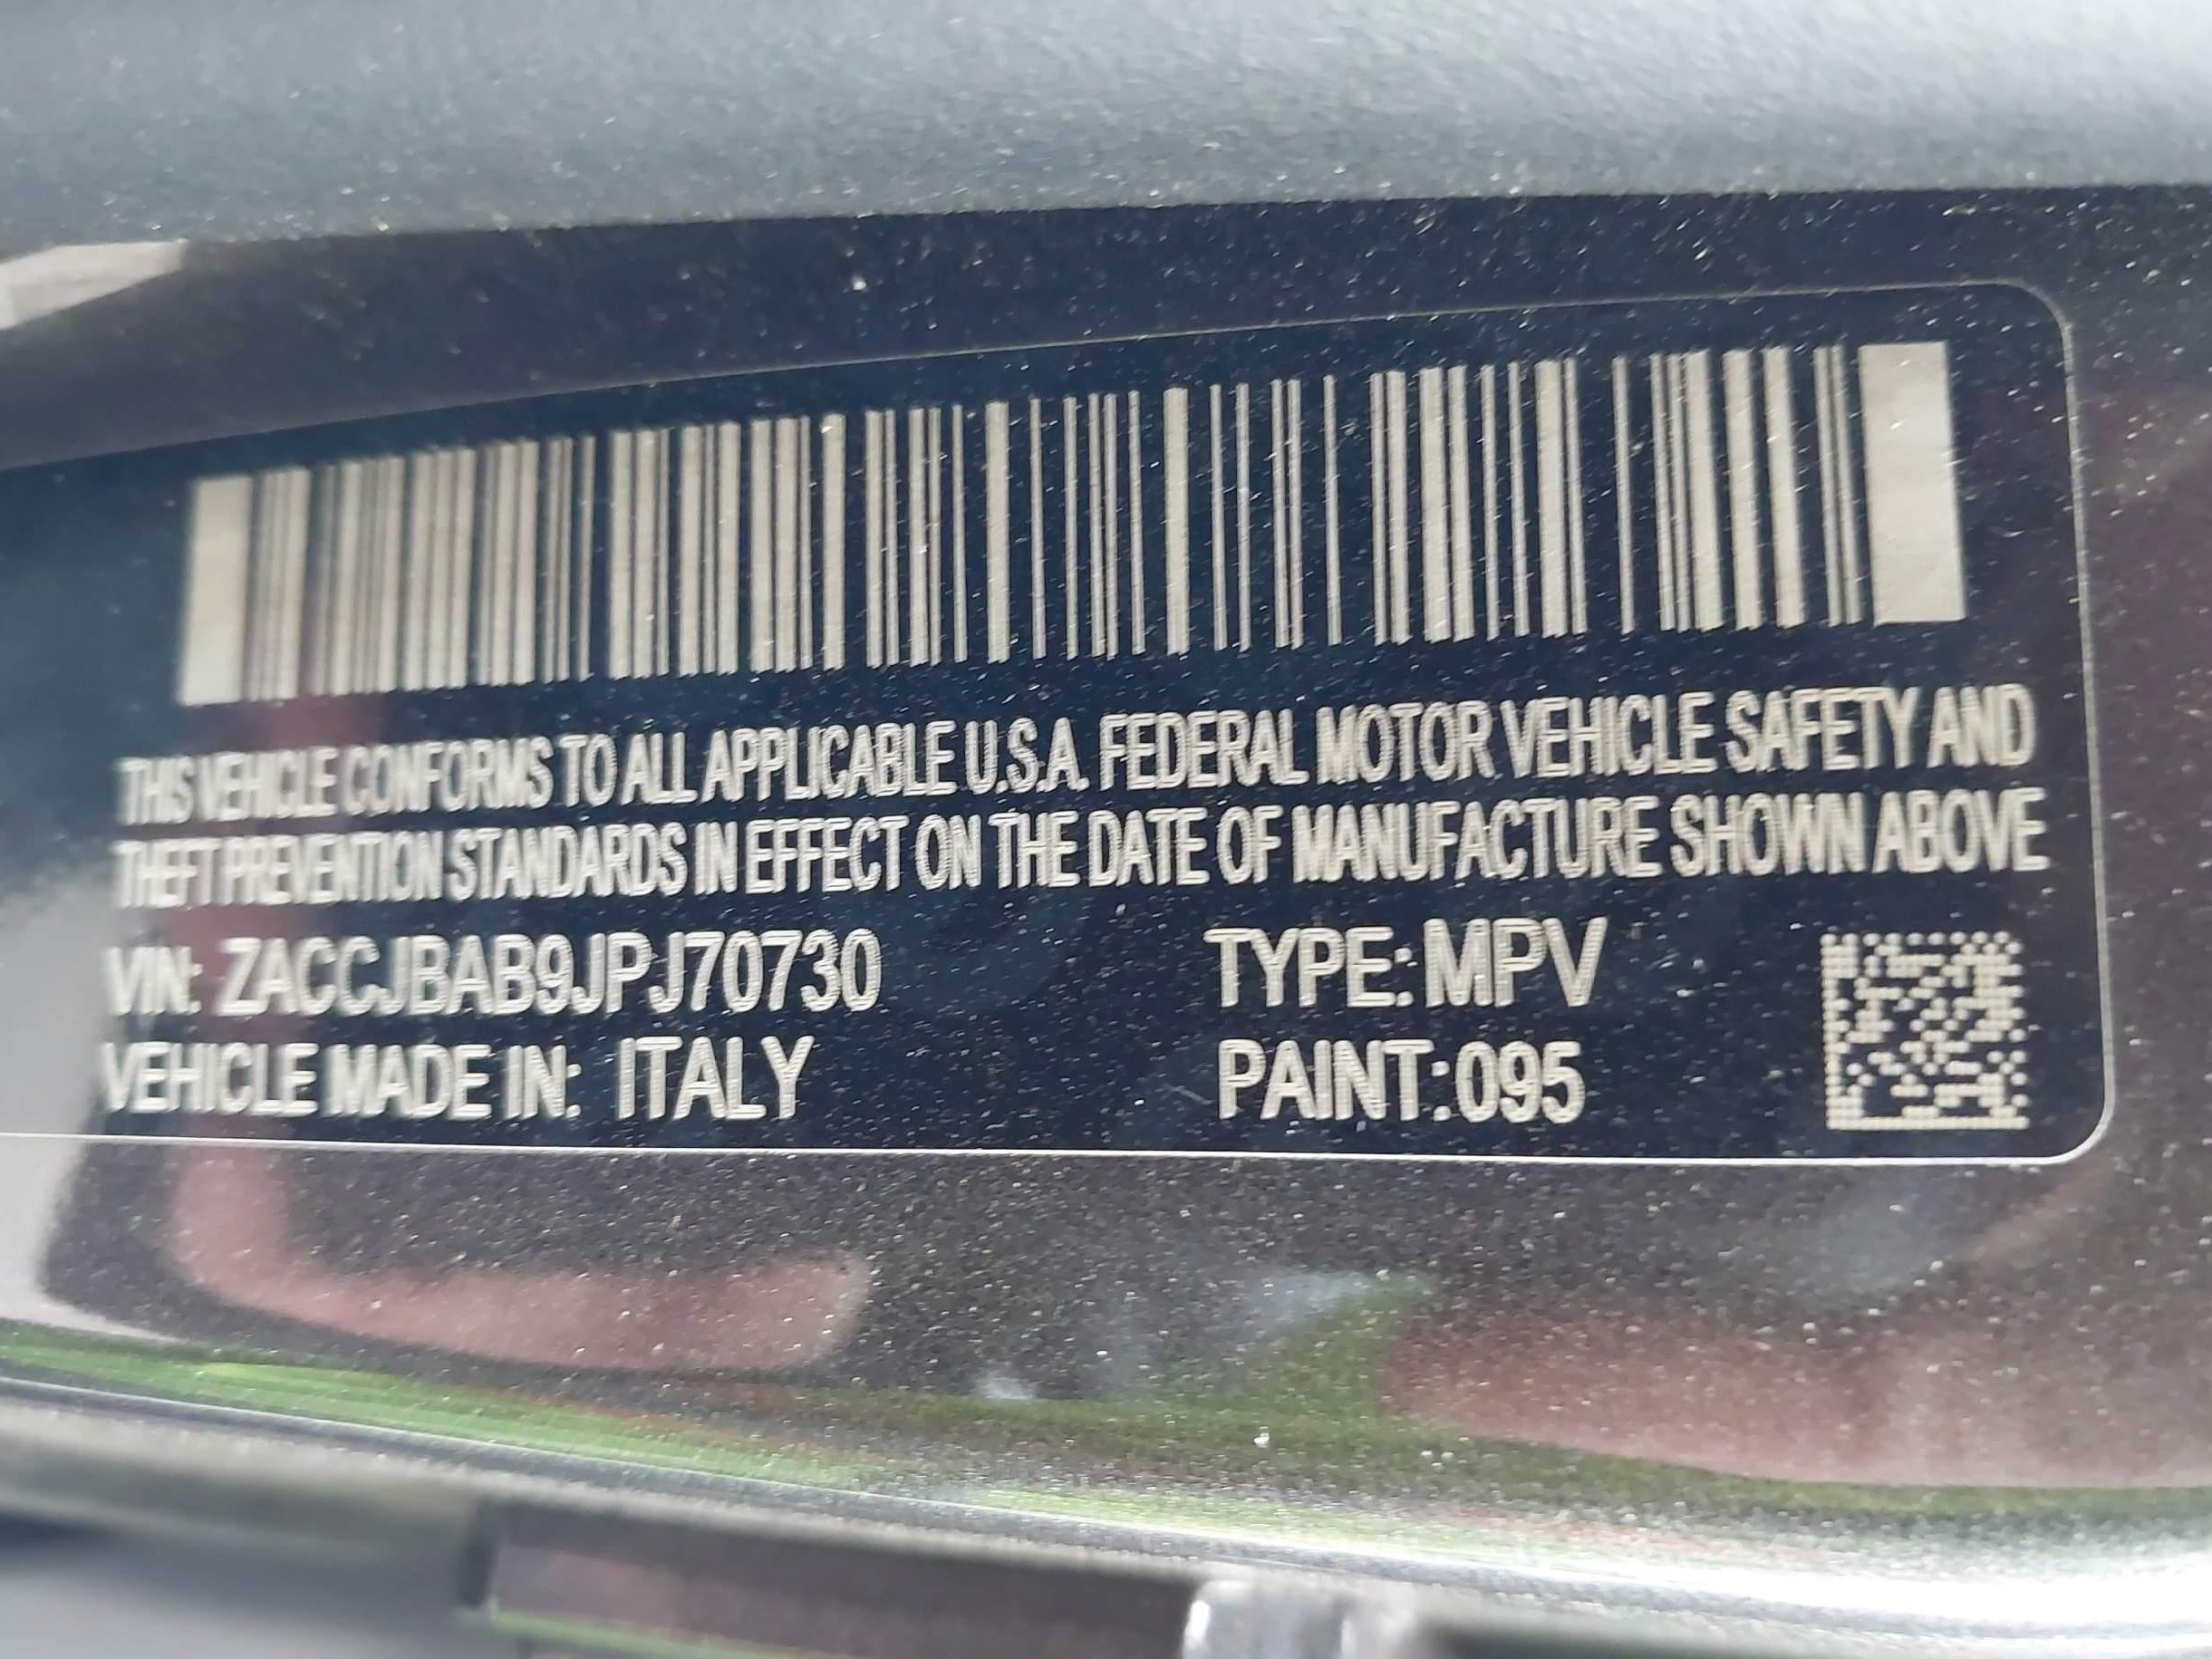 THIS VEHICLE CONFORMS TO ALL APPLICABLE U.S.A. FEDERAL MOTOR VEHICLE SAFETY AND
THEFT PREVENTION STANDARDS IN EFFECT ON THE DATE OF MANUFACTURE SHOWN ABOVE
VIN: ZACCJBAB9JPJ70730 TYPE: MPV
VEHICLE MADE IN: ITALY PAINT: 095